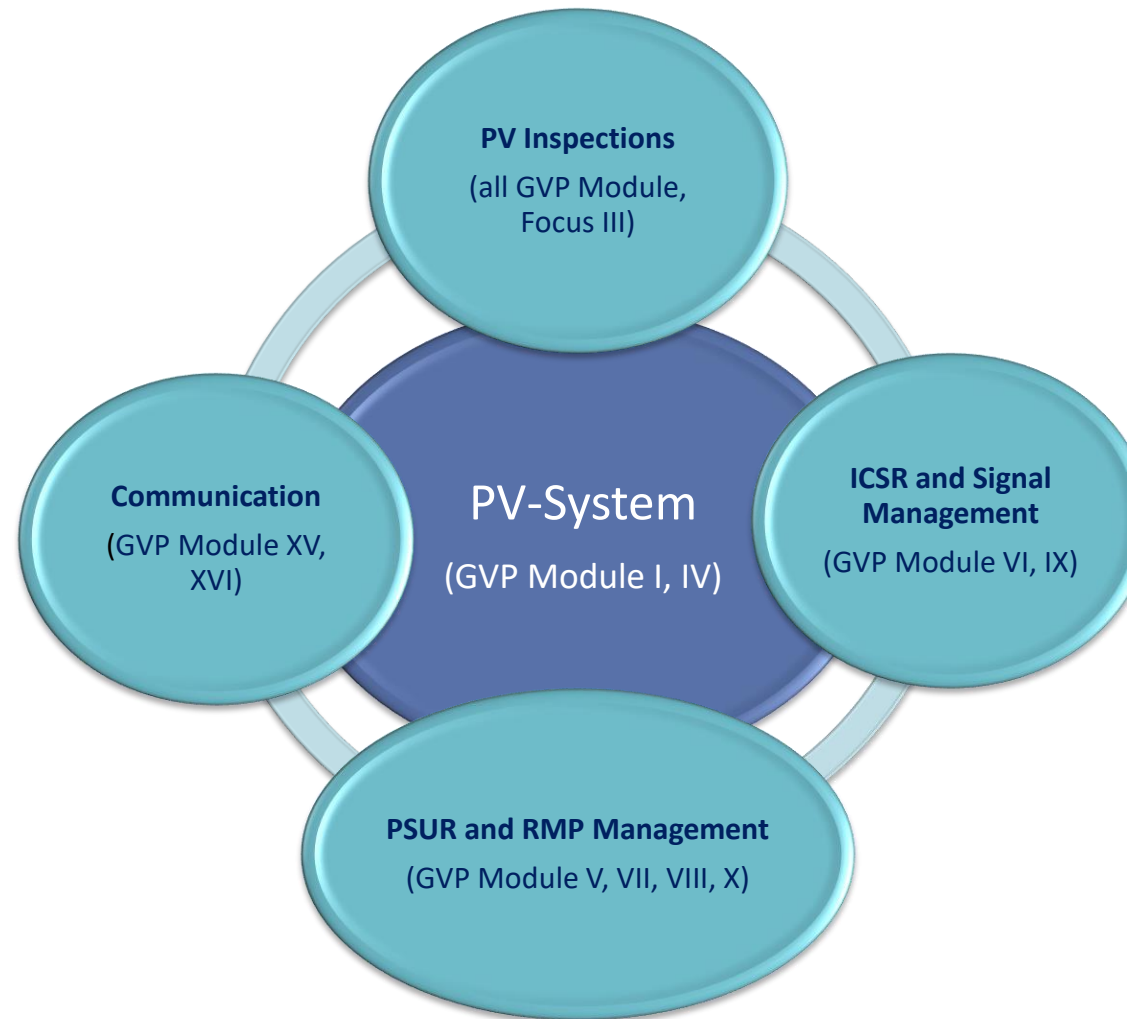 PV Inspections
(all GVP Module,
Focus III)
Communication
(GVP Module XV,
XVI)
PV-System
(GVP Module I, IV)
ICSR and Signal
Management
(GVP Module VI, IX)
PSUR and RMP Management
(GVP Module V, VII, VIII, X)